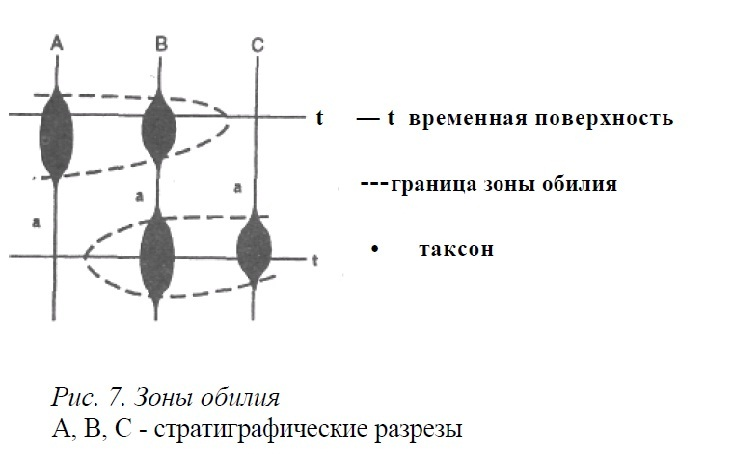 A B C
t — t временная поверхность
---граница зоны обилия
a a a
• таксон
t
Рис. 7. Зоны обилия
A, B, C - стратиграфические разрезы